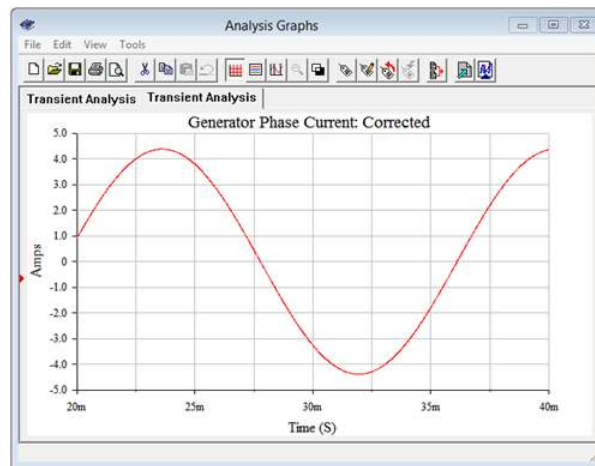 Analysis Graphs
File Edit View Tools
Transient Analysis Transient Analysis
Generator Phase Current: Corrected
5.0
4.0
3.0
2.0
1.0
0
-1.0
-2.0
-3.0
-4.0
-5.0
Amps
20m 25m 30m 35m 40m
Time (S)